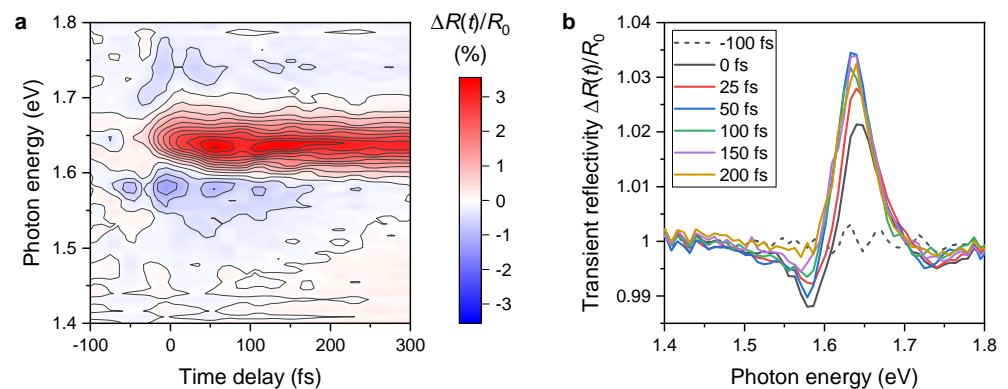 a
ΔR(t)/R0
(%)
3
2
1
0
-1
-2
-3
1.8
1.7
1.6
1.5
1.4
Photon energy (eV)
-100 0 100 200 300
Time delay (fs)
b
-100 fs
0 fs
25 fs
50 fs
100 fs
150 fs
200 fs
1.04
1.03
1.02
1.01
1
0.99
Transient reflectivity ΔR(t)/R0
1.4 1.5 1.6 1.7 1.8
Photon energy (eV)